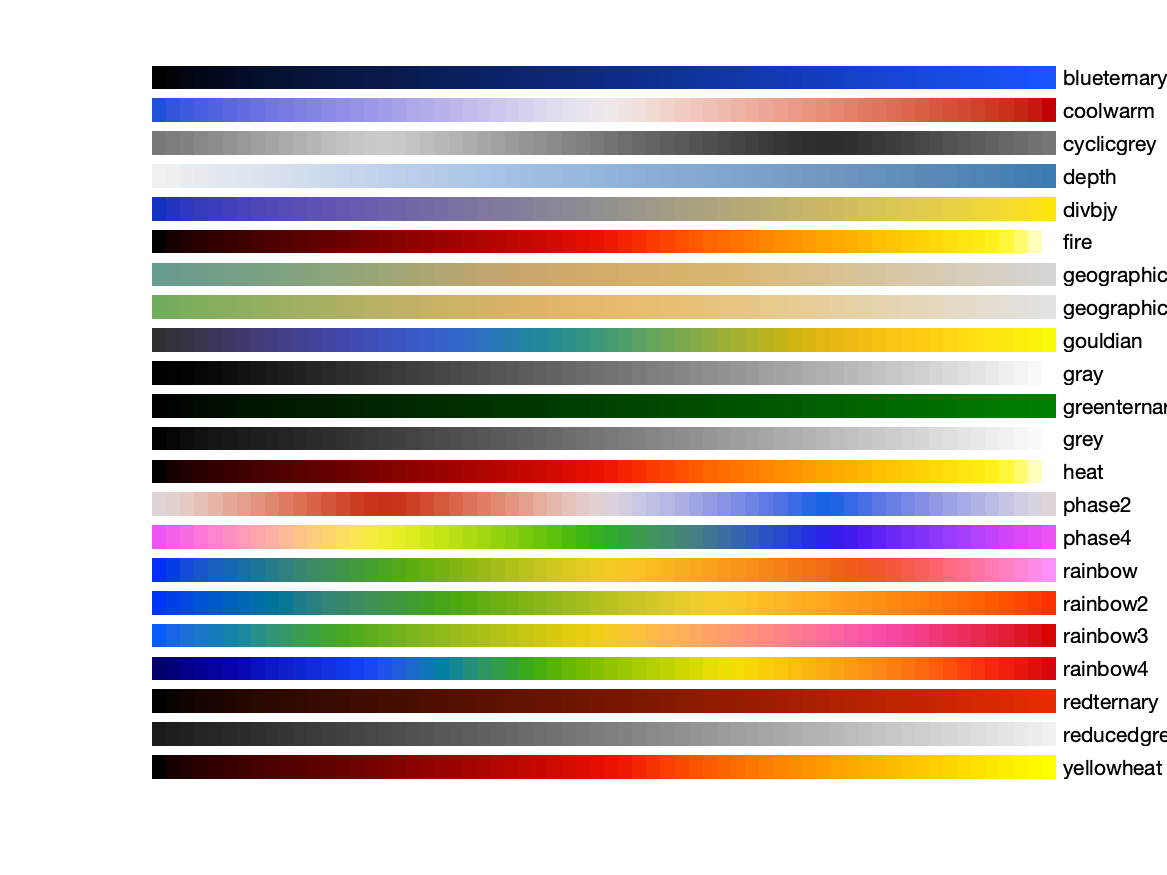 blueternary
coolwarm
cyclicgrey
depth
divbjy
fire
geographic
geographic
gouldian
gray
greenternar
grey
heat
phase2
phase4
rainbow
rainbow2
rainbow3
rainbow4
redternary
reducedgre
yellowheat